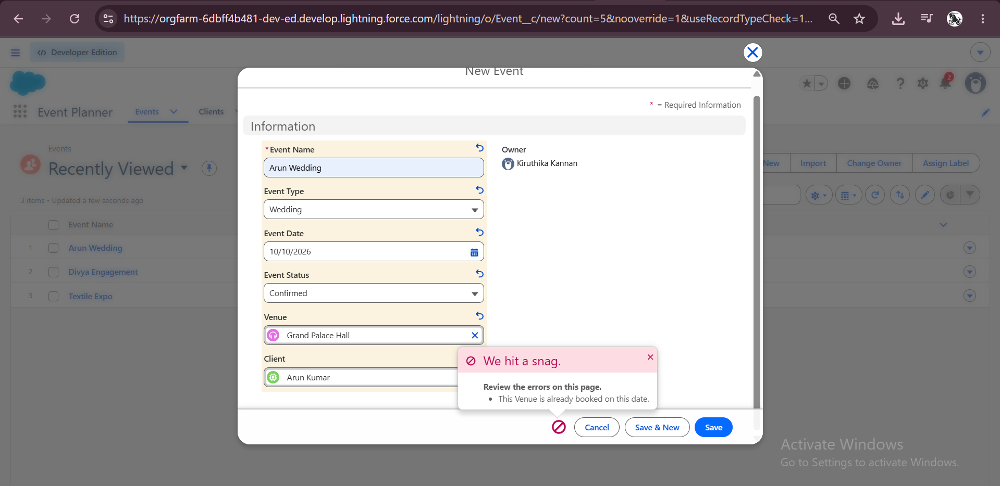 https://orgfarm-6dbff4b481-dev-ed.develop.lightning.force.com/lightning/o/Event__c/new?count=5&nooverride=1&useRecordTypeCheck=1...
</> Developer Edition
New Event
2
Event Planner
Events
Clients
* = Required Information
Information
Events
Recently Viewed
New
Import
Change Owner
Assign Label
3 items • Updated a few seconds ago
Event Name
1 Arun Wedding
2 Divya Engagement
3 Textile Expo
* Event Name
Arun Wedding
Owner
Kiruthika Kannan
Event Type
Wedding
Event Date
10/10/2026
Event Status
Confirmed
Venue
Grand Palace Hall
Client
Arun Kumar
We hit a snag.
Review the errors on this page.
• This Venue is already booked on this date.
Cancel
Save & New
Save
Activate Windows
Go to Settings to activate Windows.